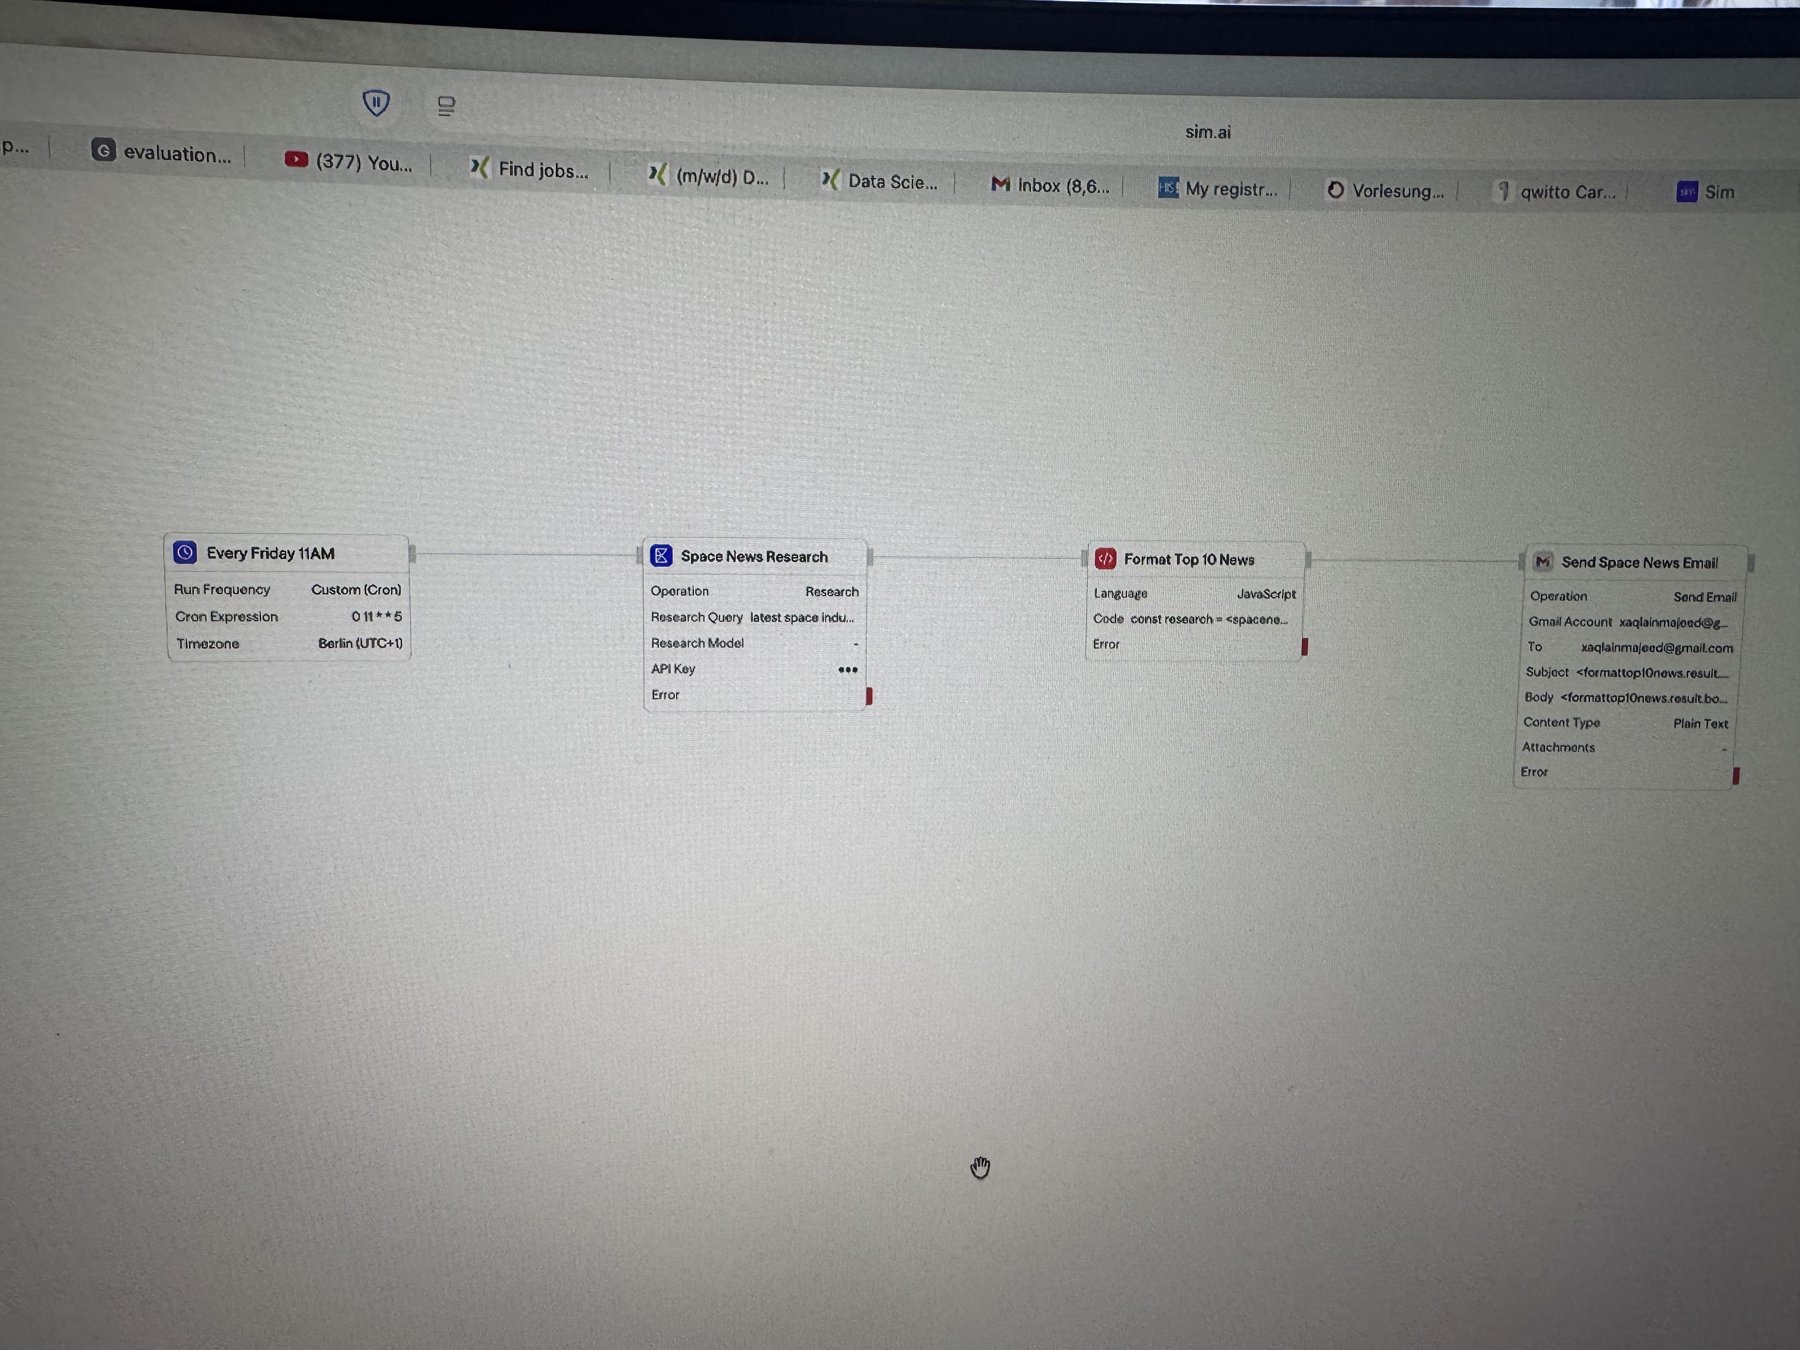 sim.ai
p...
evaluation...
(377) You...
Find jobs...
(m/w/d) D...
Data Scie...
Inbox (8,6...
HIS
My registr...
Vorlesung...
qwitto Car...
sim
Sim
Every Friday 11AM
Run Frequency Custom (Cron)
Cron Expression 0 11 * * 5
Timezone Berlin (UTC+1)
Space News Research
Operation Research
Research Query latest space indu...
Research Model -
API Key •••
Error
</> Format Top 10 News
Language JavaScript
Code const research = <spacene...
Error
Send Space News Email
Operation Send Email
Gmail Account xaqlainmajeed@g...
To xaqlainmajeed@gmail.com
Subject <formattop10news.result....
Body <formattop10news.result.bo...
Content Type Plain Text
Attachments -
Error